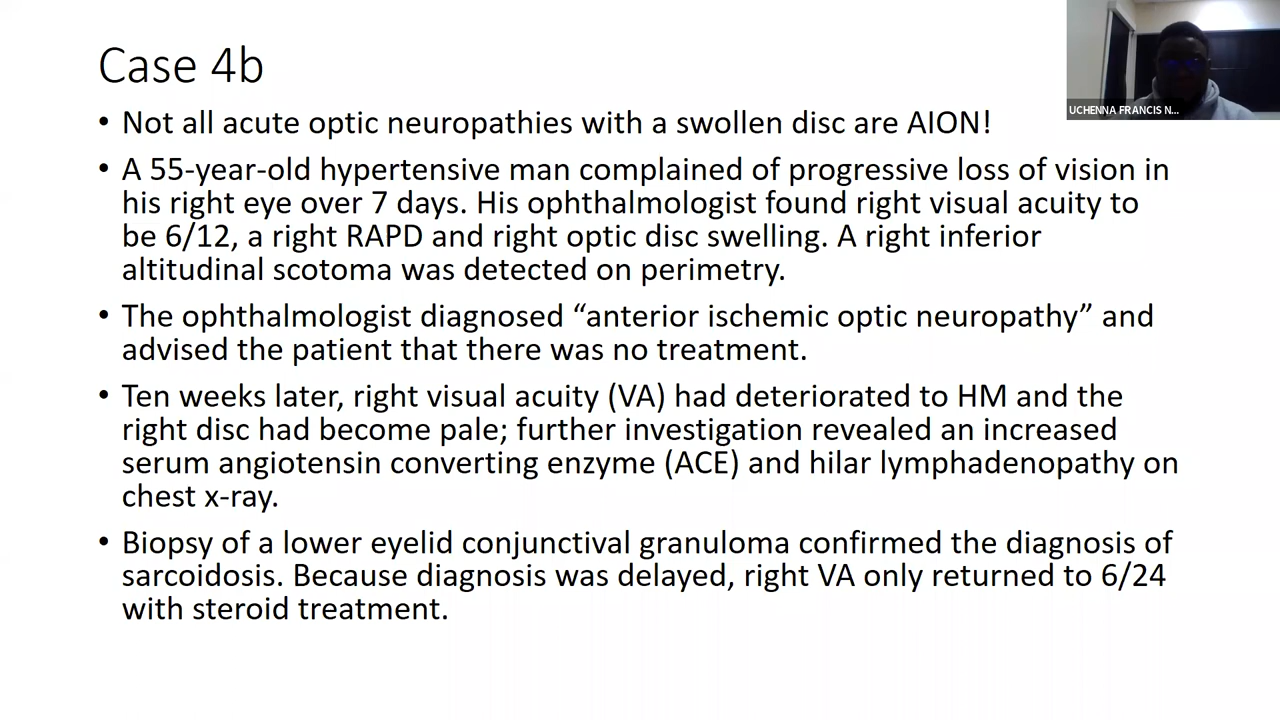 Case 4b
• Not all acute optic neuropathies with a swollen disc are AION!
• A 55-year-old hypertensive man complained of progressive loss of vision in
his right eye over 7 days. His ophthalmologist found right visual acuity to
be 6/12, a right RAPD and right optic disc swelling. A right inferior
altitudinal scotoma was detected on perimetry.
• The ophthalmologist diagnosed “anterior ischemic optic neuropathy” and
advised the patient that there was no treatment.
• Ten weeks later, right visual acuity (VA) had deteriorated to HM and the
right disc had become pale; further investigation revealed an increased
serum angiotensin converting enzyme (ACE) and hilar lymphadenopathy on
chest x-ray.
• Biopsy of a lower eyelid conjunctival granuloma confirmed the diagnosis of
sarcoidosis. Because diagnosis was delayed, right VA only returned to 6/24
with steroid treatment.
UCHENNA FRANCIS N...